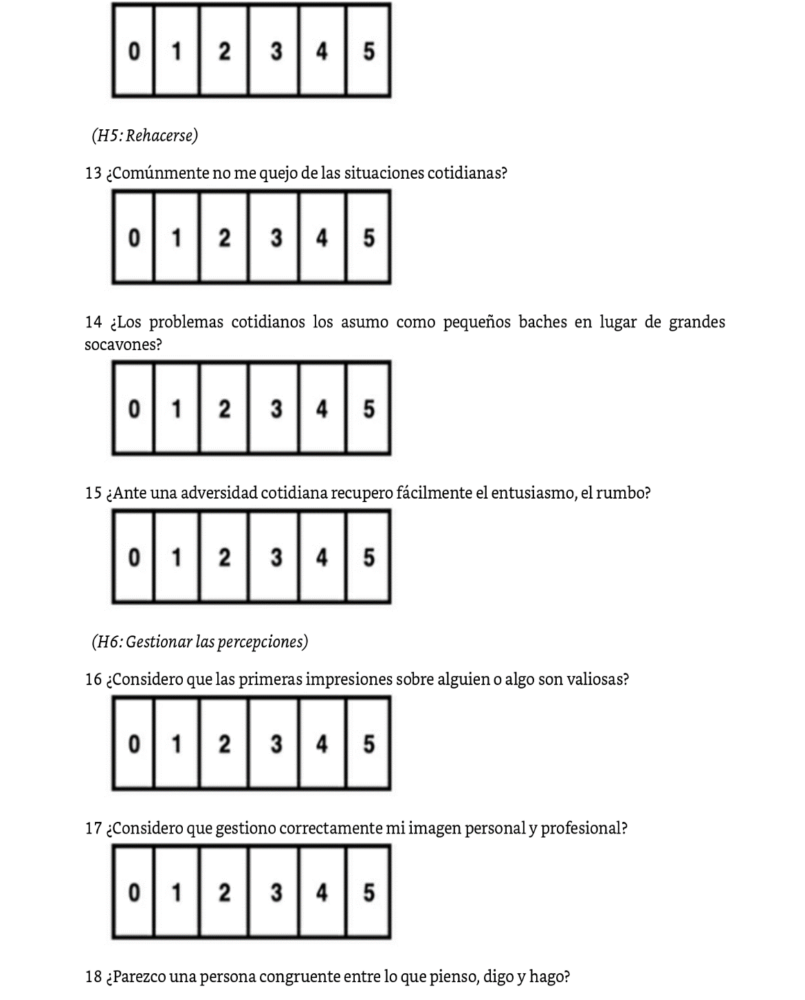 0 1 2 3 4 5
(H5: Rehacerse)
13 ¿Comúnmente no me quejo de las situaciones cotidianas?
0 1 2 3 4 5
14 ¿Los problemas cotidianos los asumo como pequeños baches en lugar de grandes
socavones?
0 1 2 3 4 5
15 ¿Ante una adversidad cotidiana recupero fácilmente el entusiasmo, el rumbo?
0 1 2 3 4 5
(H6: Gestionar las percepciones)
16 ¿Considero que las primeras impresiones sobre alguien o algo son valiosas?
0 1 2 3 4 5
17 ¿Considero que gestiono correctamente mi imagen personal y profesional?
0 1 2 3 4 5
18 ¿Parezco una persona congruente entre lo que pienso, digo y hago?